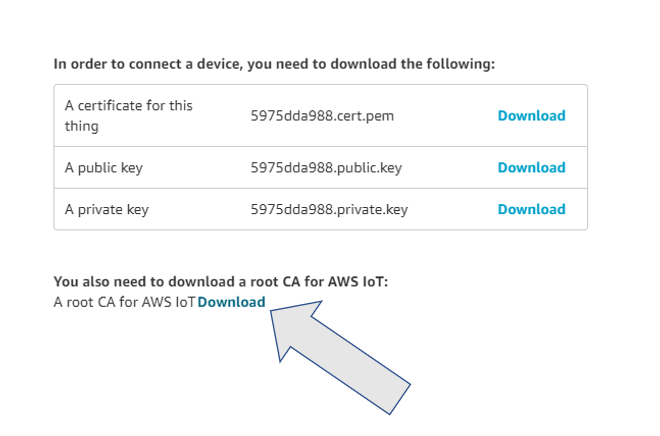 In order to connect a device, you need to download the following:
A certificate for this
thing
5975dda988.cert.pem
Download
A public key
5975dda988.public.key
Download
A private key
5975dda988.private.key
Download
You also need to download a root CA for AWS IoT:
A root CA for AWS IoT Download